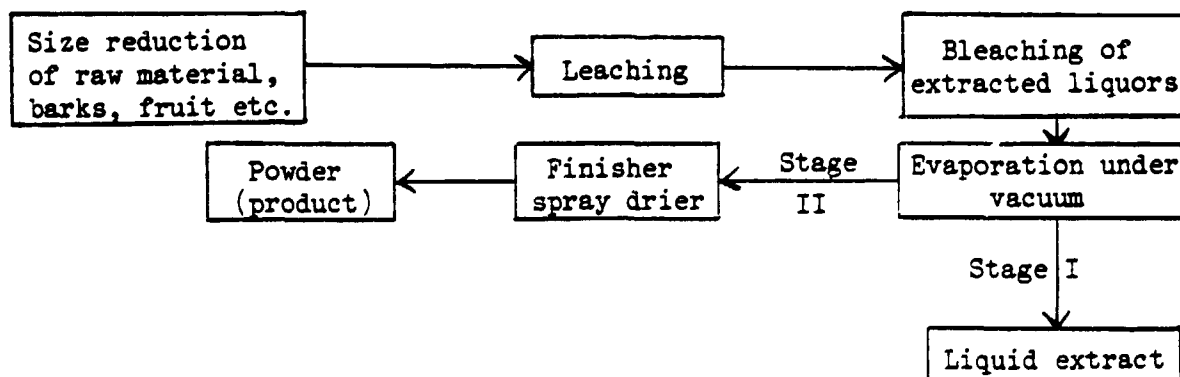 Size reduction
of raw material,
barks, fruit etc.
Leaching
Bleaching of
extracted liquors
Evaporation under
vacuum
Stage
II
Finisher
spray drier
Powder
(product)
Stage I
Liquid extract